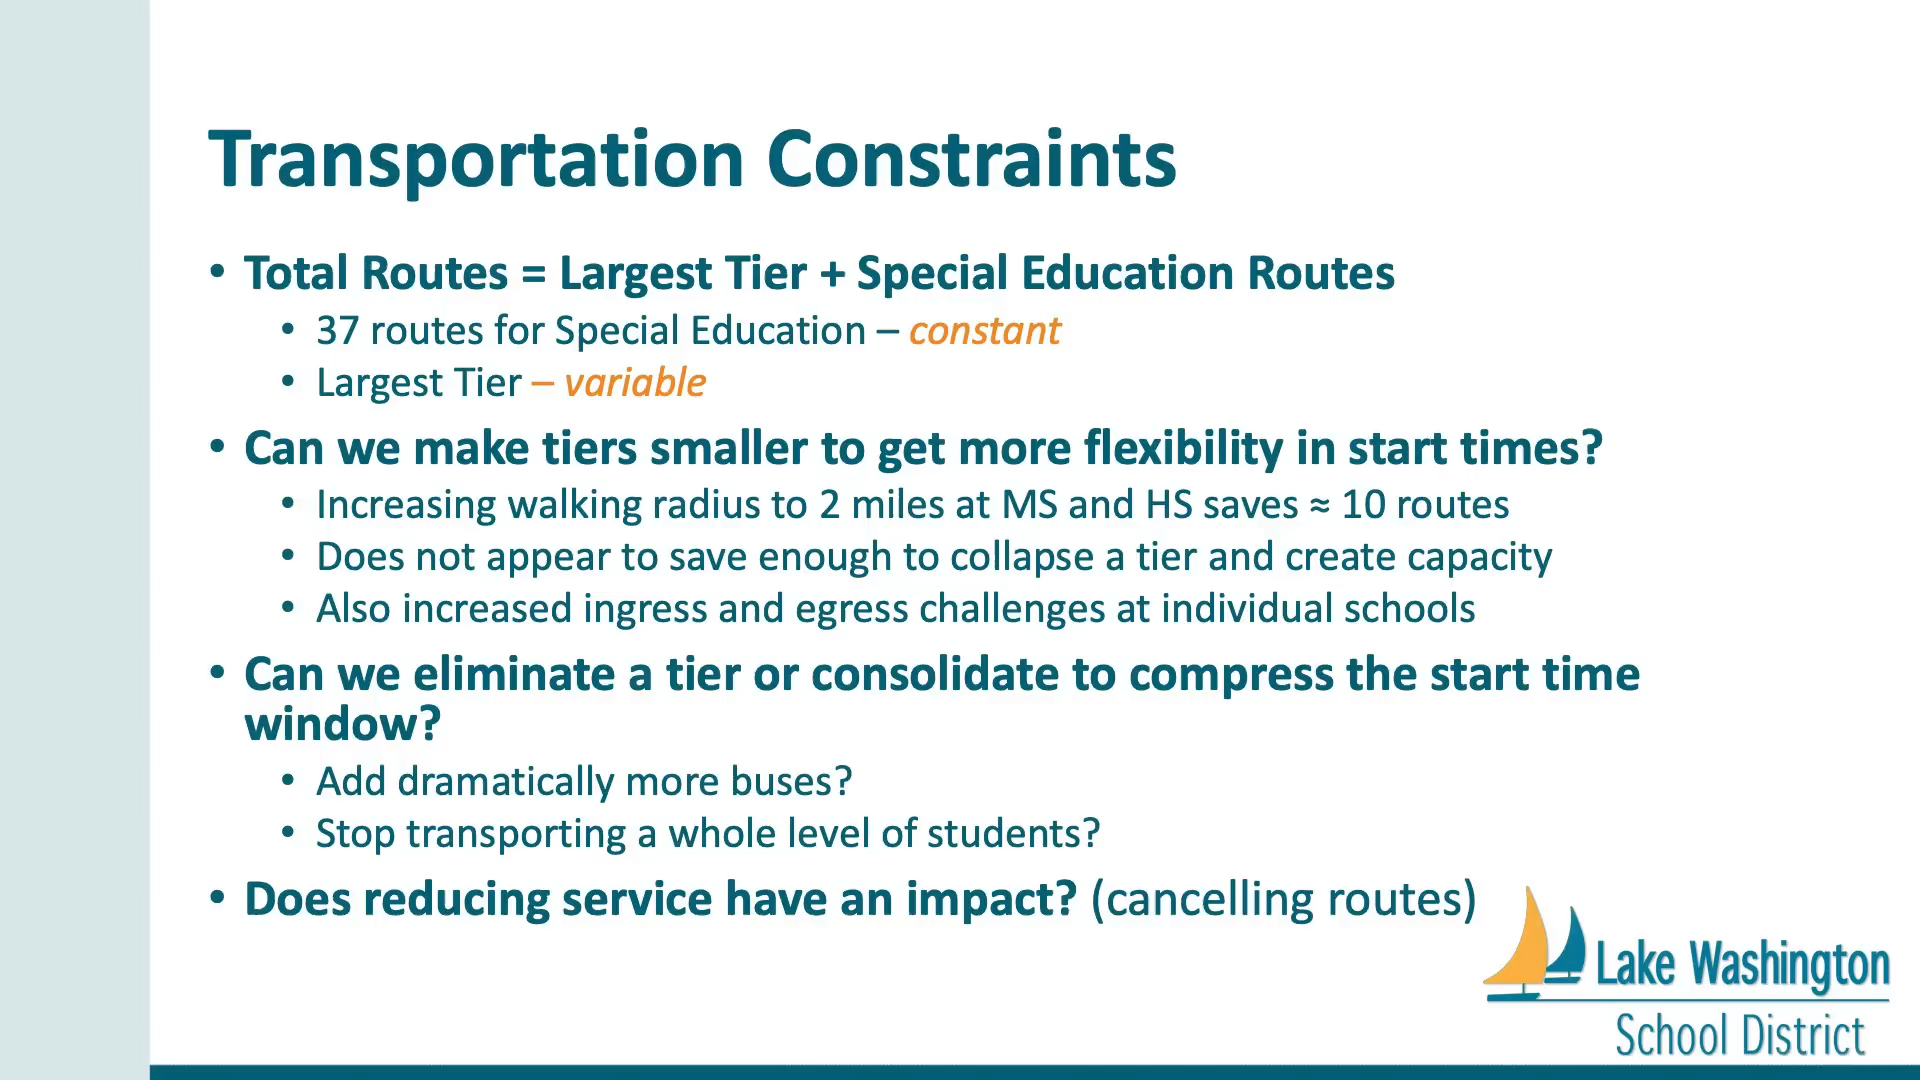 Transportation Constraints
• Total Routes = Largest Tier + Special Education Routes
• 37 routes for Special Education – constant
• Largest Tier – variable
• Can we make tiers smaller to get more flexibility in start times?
• Increasing walking radius to 2 miles at MS and HS saves ≈ 10 routes
• Does not appear to save enough to collapse a tier and create capacity
• Also increased ingress and egress challenges at individual schools
• Can we eliminate a tier or consolidate to compress the start time
window?
• Add dramatically more buses?
• Stop transporting a whole level of students?
• Does reducing service have an impact? (cancelling routes)
Lake Washington
School District